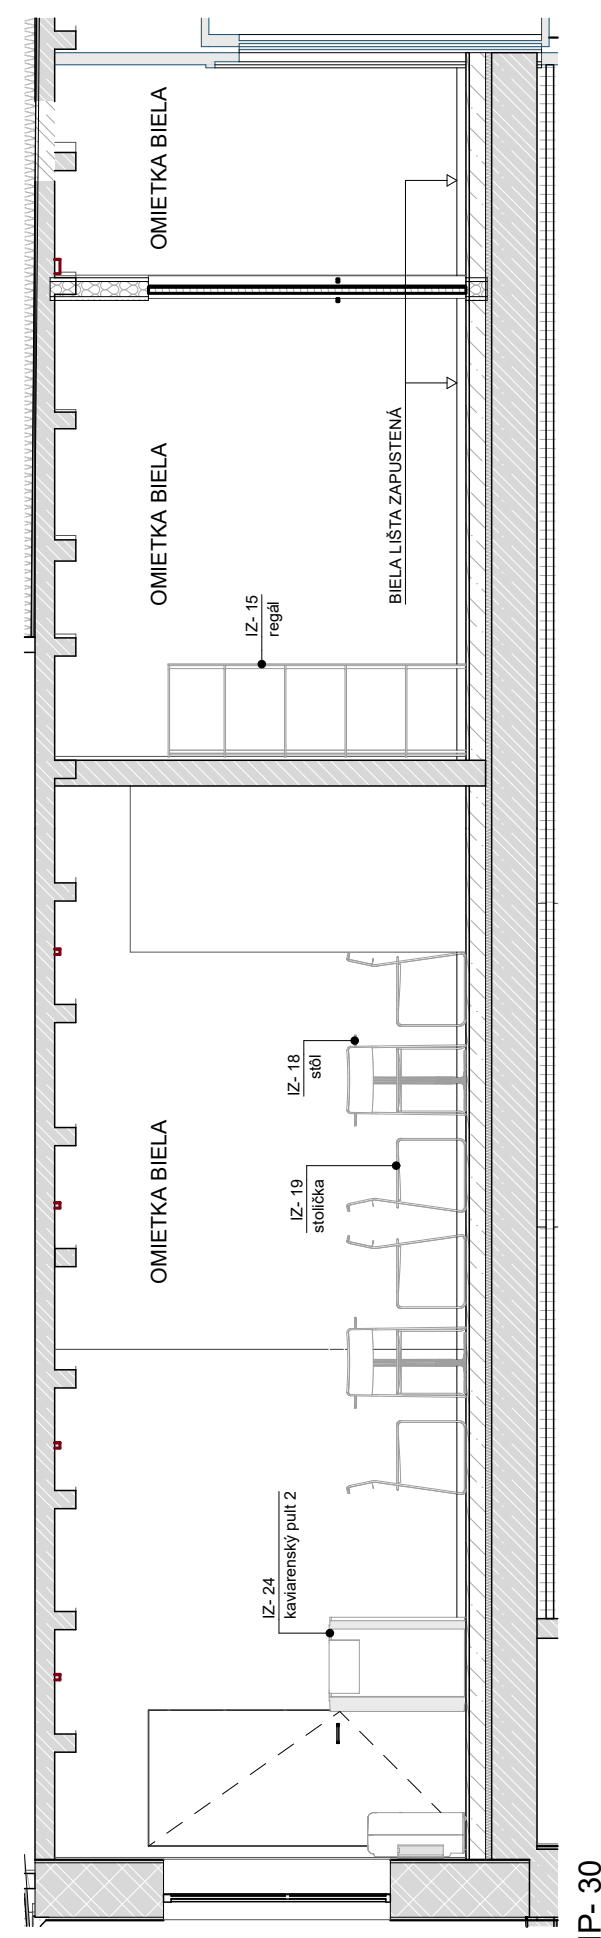 OMIETKA BIELA
OMIETKA BIELA
OMIETKA BIELA
IZ- 24
kaviarenský pult 2
IZ- 19
stolička
IZ- 18
stôl
IZ- 15
regál
BIELA LIŠTA ZAPUSTENÁ
IP- 30